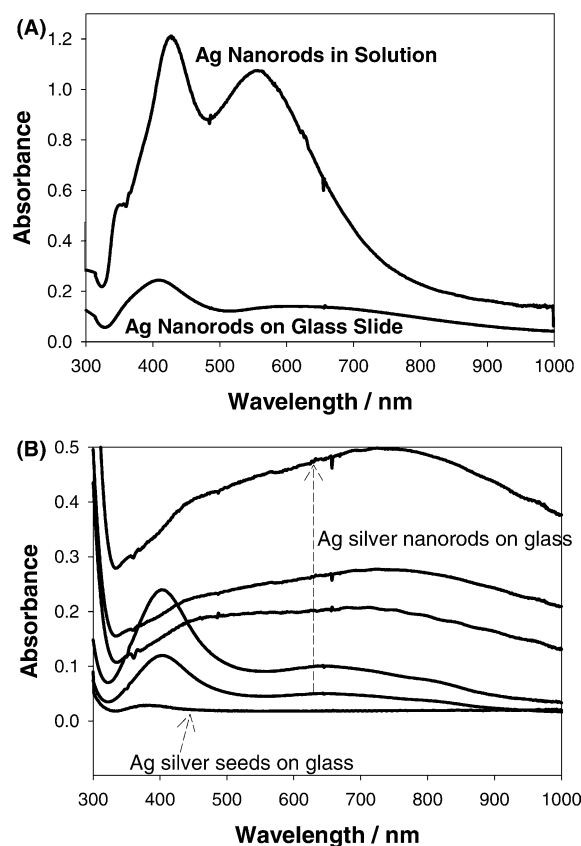 (A)
Ag Nanorods in Solution
Ag Nanorods on Glass Slide
Absorbance
1.2
1.0
0.8
0.6
0.4
0.2
0.0
300 400 500 600 700 800 900 1000
Wavelength / nm
(B)
Ag silver nanorods on glass
Ag silver seeds on glass
Absorbance
0.5
0.4
0.3
0.2
0.1
0.0
300 400 500 600 700 800 900 1000
Wavelength / nm